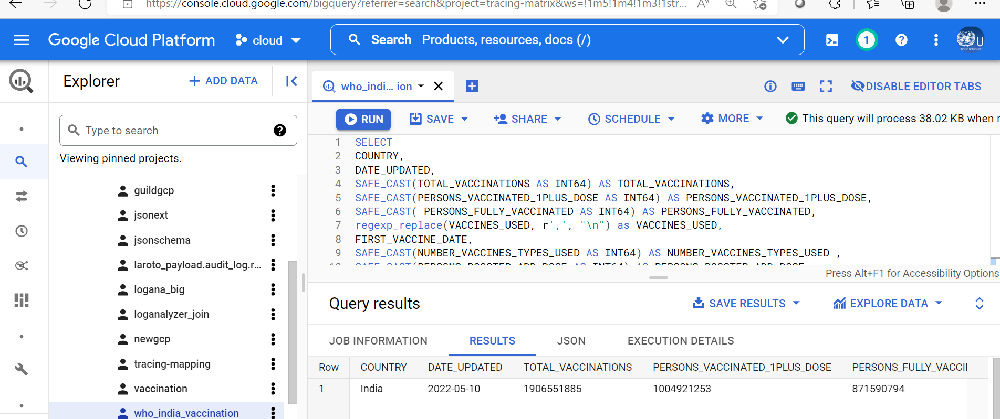 https://console.cloud.google.com/bigquery?referrer=search&project=tracing-matrix&ws=!1m5!1m4!1m3!1str...
Google Cloud Platform
cloud
Search Products, resources, docs (/)
1
?
U
Explorer
+ ADD DATA
who_indi... ion
DISABLE EDITOR TABS
RUN
SAVE
SHARE
SCHEDULE
MORE
This query will process 38.02 KB when r
Type to search
?
Viewing pinned projects.
guildgcp
jsonext
jsonschema
laroto_payload.audit_log.r...
logana_big
loganalyzer_join
newgcp
tracing-mapping
vaccination
who_india_vaccination
1 SELECT
2 COUNTRY,
3 DATE_UPDATED,
4 SAFE_CAST(TOTAL_VACCINATIONS AS INT64) AS TOTAL_VACCINATIONS,
5 SAFE_CAST(PERSONS_VACCINATED_1PLUS_DOSE AS INT64) AS PERSONS_VACCINATED_1PLUS_DOSE,
6 SAFE_CAST( PERSONS_FULLY_VACCINATED AS INT64) AS PERSONS_FULLY_VACCINATED,
7 regexp_replace(VACCINES_USED, r',', "\n") as VACCINES_USED,
8 FIRST_VACCINE_DATE,
9 SAFE_CAST(NUMBER_VACCINES_TYPES_USED AS INT64) AS NUMBER_VACCINES_TYPES_USED ,
Press Alt+F1 for Accessibility Options
Query results
SAVE RESULTS
EXPLORE DATA
JOB INFORMATION
RESULTS
JSON
EXECUTION DETAILS
Row COUNTRY DATE_UPDATED TOTAL_VACCINATIONS PERSONS_VACCINATED_1PLUS_DOSE PERSONS_FULLY_VACCI
1 India 2022-05-10 1906551885 1004921253 871590794